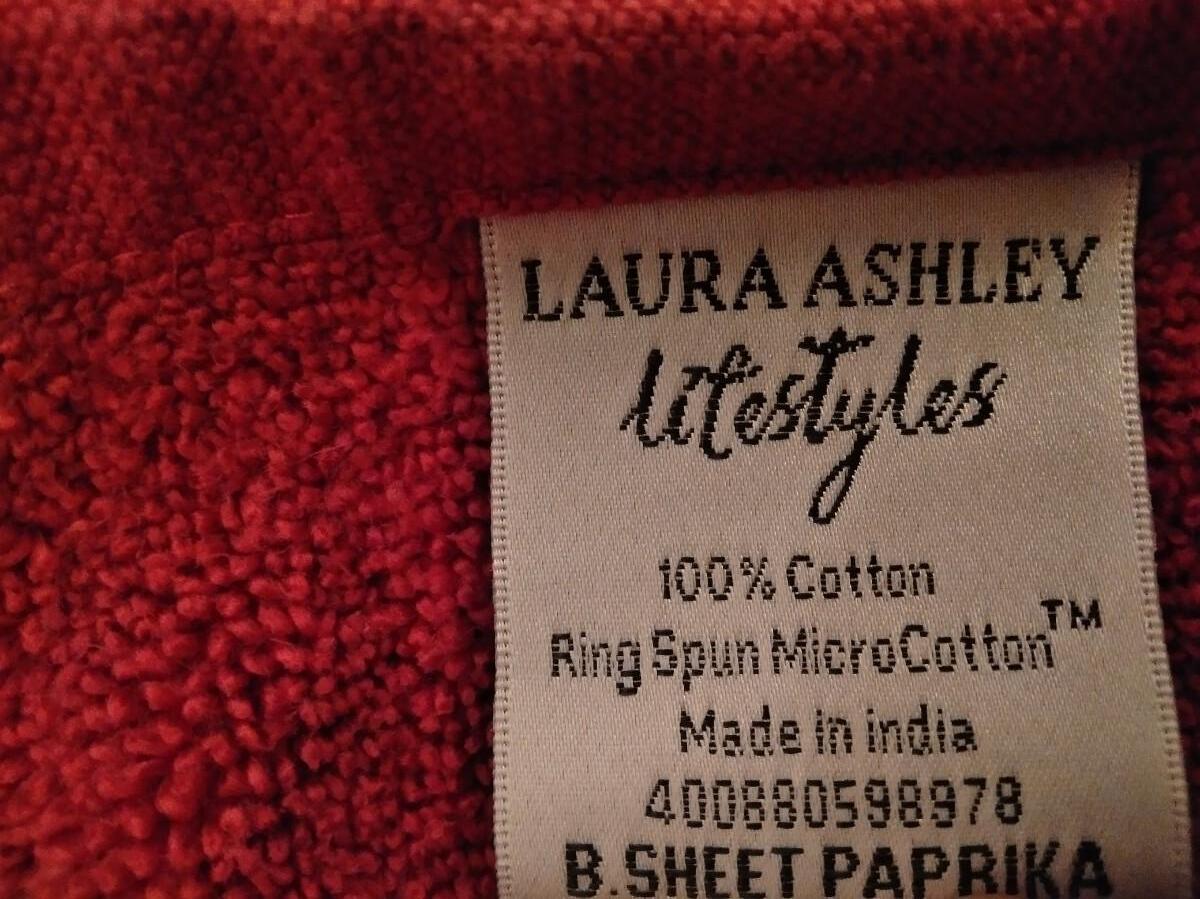 LAURA ASHLEY
lifestyles
100% Cotton
Ring Spun MicroCotton™
Made in india
400880598978
B.SHEET PAPRIKA